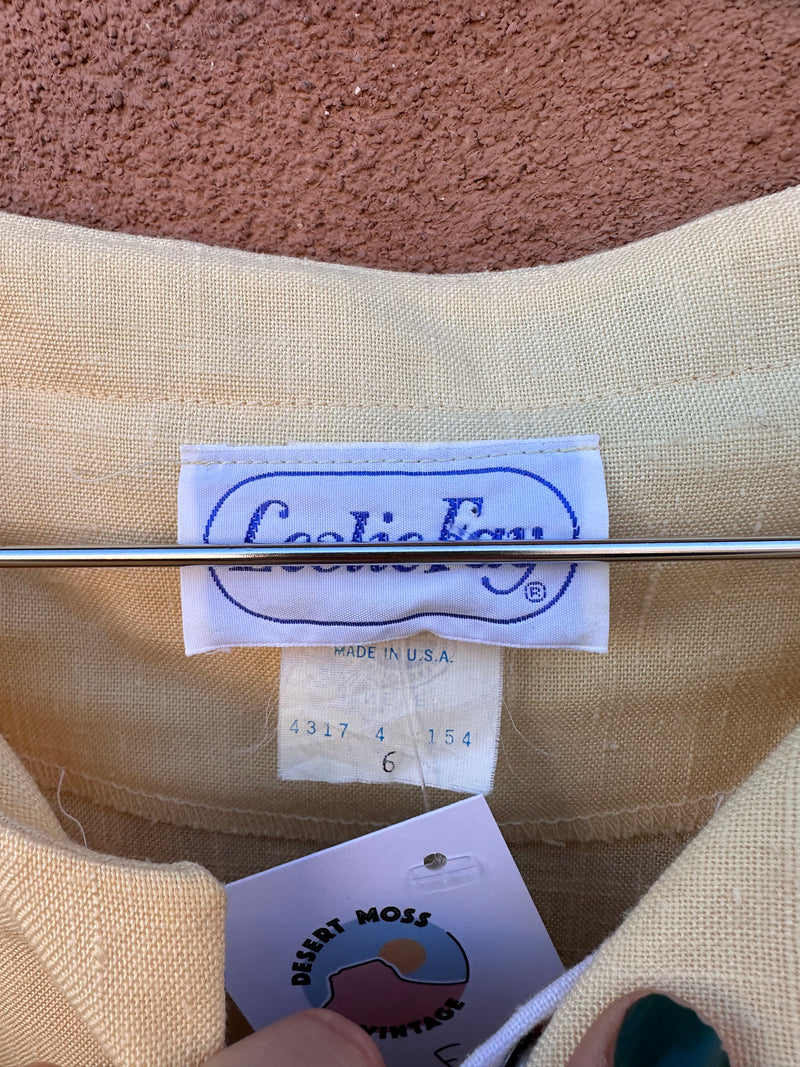 Leslie Fay
®
MADE IN U.S.A.
4317 4 154
6
DESERT MOSS
VINTAGE